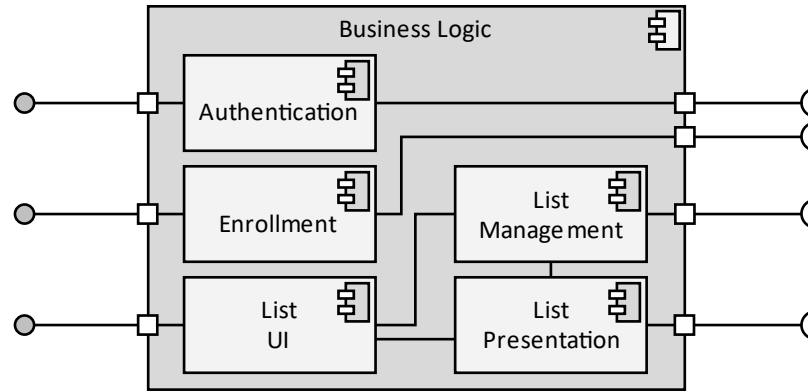 Business Logic
Authentication
Enrollment
List
Management
List
UI
List
Presentation